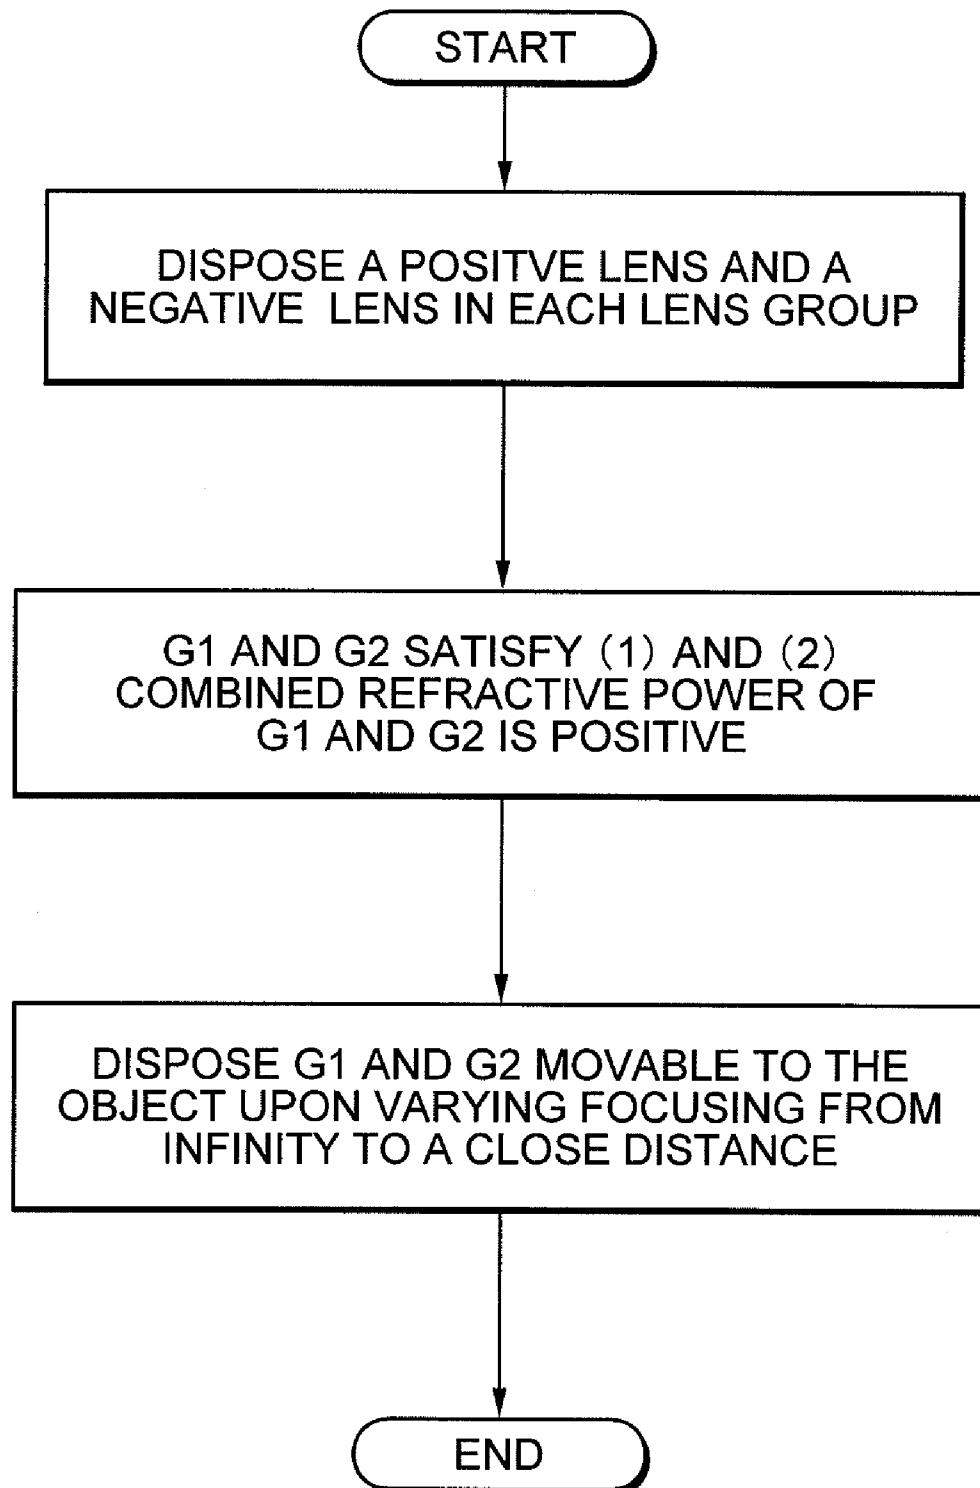 START
DISPOSE A POSITVE LENS AND A
NEGATIVE LENS IN EACH LENS GROUP
G1 AND G2 SATISFY (1) AND (2)
COMBINED REFRACTIVE POWER OF
G1 AND G2 IS POSITIVE
DISPOSE G1 AND G2 MOVABLE TO THE
OBJECT UPON VARYING FOCUSING FROM
INFINITY TO A CLOSE DISTANCE
END